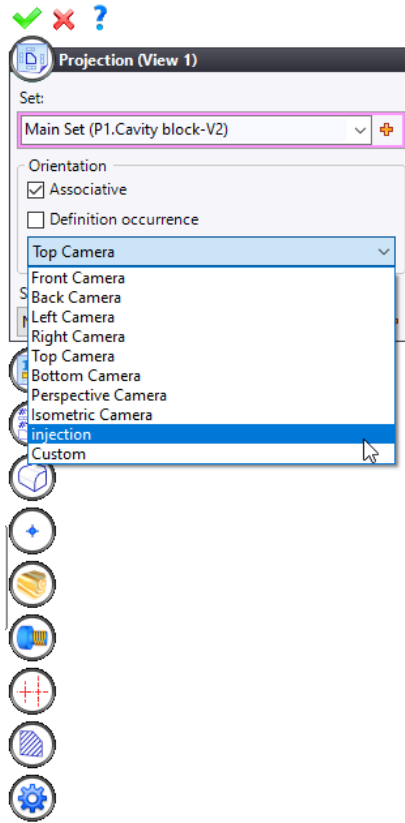 ?
Projection (View 1)
Set:
Main Set (P1.Cavity block-V2)
Orientation
Associative
Definition occurrence
Top Camera
Front Camera
Back Camera
Left Camera
Right Camera
Top Camera
Bottom Camera
Perspective Camera
Isometric Camera
injection
Custom